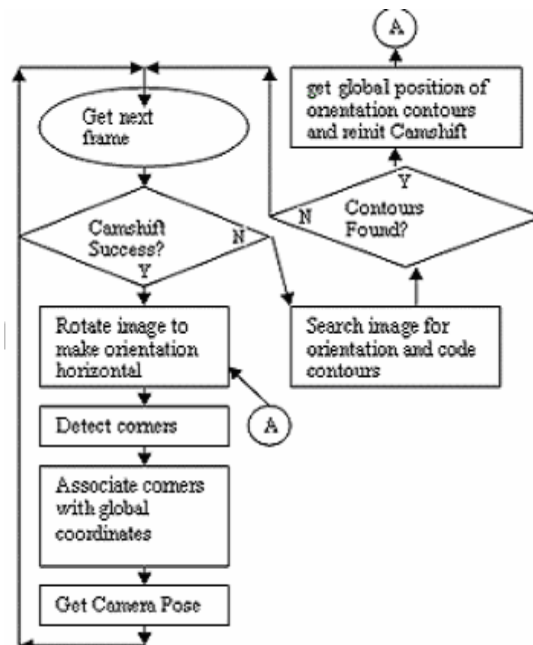 A
Get next
frame
get global position of
orientation contours
and reinit Camshift
Camshift
Success?
N
Y
Y
N
Contours
Found?
Rotate image to
make orientation
horizontal
Search image for
orientation and code
contours
Detect corners
A
Associate corners
with global
coordinates
Get Camera Pose